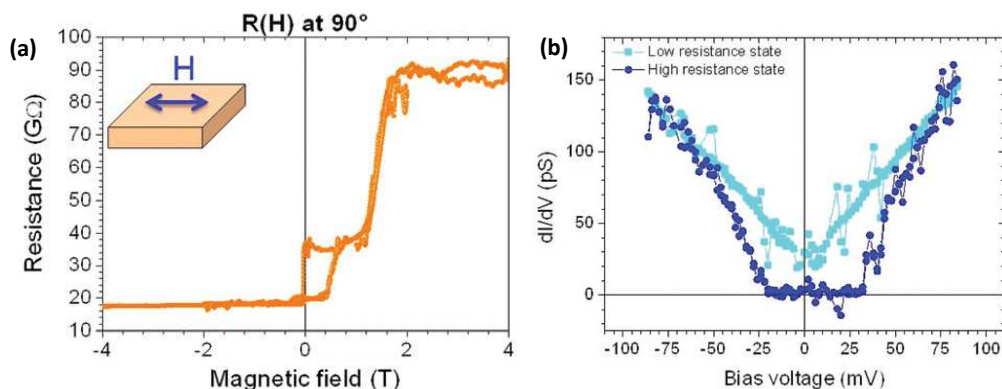 R(H) at 90°
(a)
H
100
90
80
70
60
50
40
30
20
10
Resistance (GΩ)
-4
-2
0
2
4
Magnetic field (T)
(b)
Low resistance state
High resistance state
150
100
50
0
dI/dV (pS)
-100
-75
-50
-25
0
25
50
75
100
Bias voltage (mV)